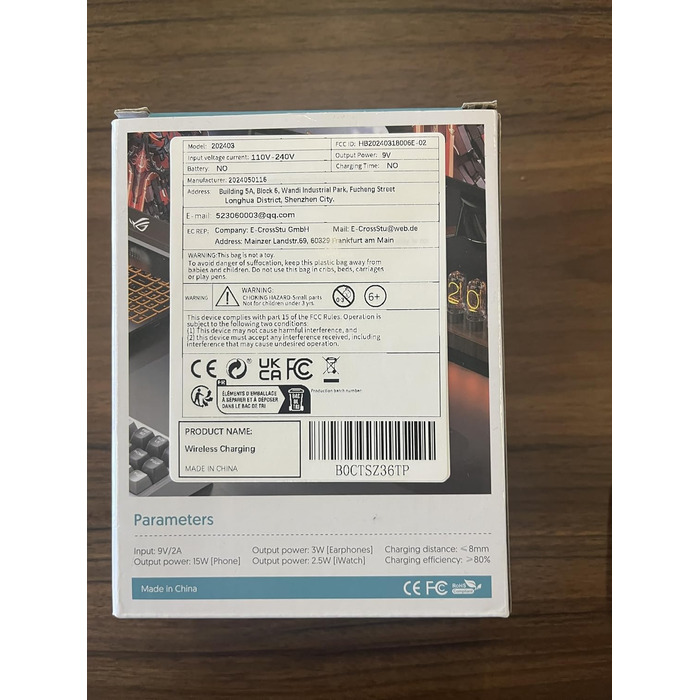 Model: 202403
FCC ID: HB20240318006E-02
Input voltage current: 110V-240V
Output Power: 9V
Battery: NO
Charging Time: NO
Manufacturer: 2024050116
Address Building 5A, Block 6, Wandi Industrial Park, Fucheng Street
Longhua District, Shenzhen City.
E-mail 523060003@qq.com
EC REP: Company: E-CrossStu GmbH Mail: E-CrossStu@web.de
Address: Mainzer Landstr.69, 60329 Frankfurt am Main
WARNING:This bag is not a toy.
To avoid danger of suffocation, keep this plastic bag away from
babies and children. Do not use this bag in cribs, beds, carriages
or play pens.
WARNING
WARNING:
CHOKING HAZARD-Small parts
Not for children under 3 yrs.
0-3
6+
This device complies with part 15 of the FCC Rules. Operation is
subject to the following two conditions:
(1) This device may not cause harmful interference, and
(2) this device must accept any interference received, including
interference that may cause undesired operation.
CE UK CA FC
FR
ÉLÉMENTS D'EMBALLAGE
À SÉPARER ET À DÉPOSER
DANS LE BAC DE TRI
BAC
DE
TRI
Production batch number
PRODUCT NAME:
Wireless Charging
MADE IN CHINA
B0CTSZ36TP
20
Parameters
Input: 9V/2A
Output power: 15W [Phone]
Output power: 3W [Earphones]
Output power: 2.5W [iWatch]
Charging distance: ≤8mm
Charging efficiency: ≥80%
Made in China
CE FC RoHS